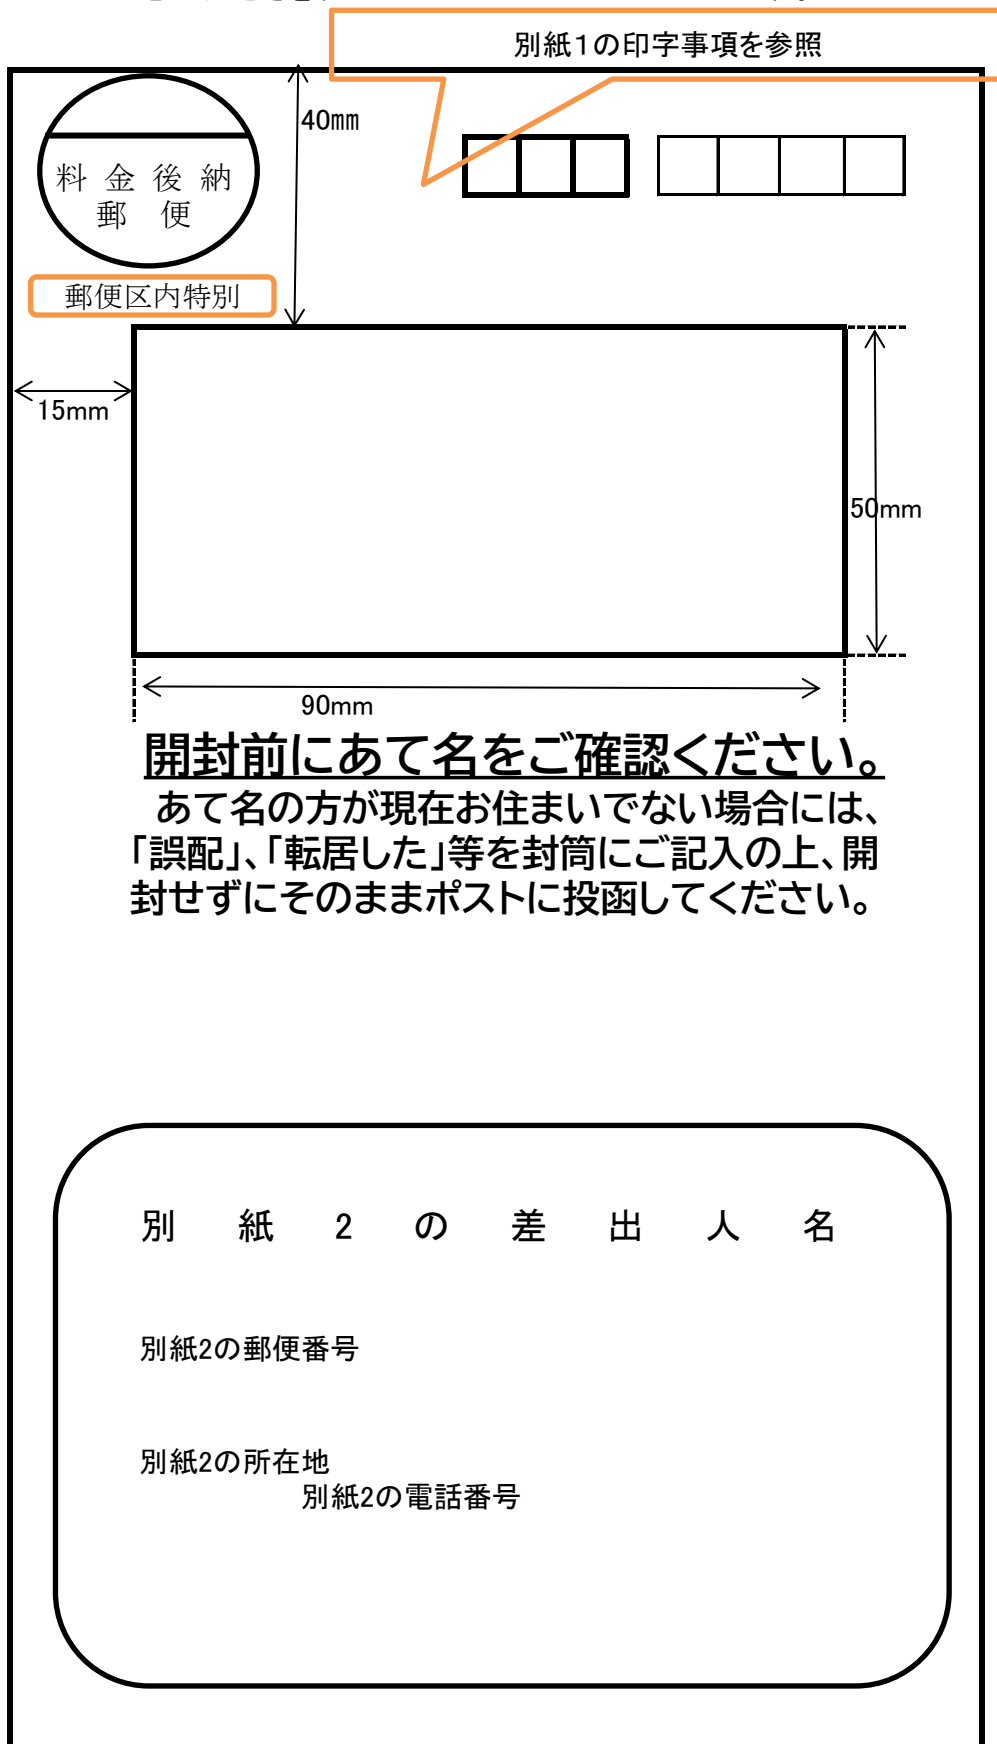 別紙１の印字事項を参照
40mm
料金後納
郵便
郵便区内特別
15mm
50mm
90mm
開封前にあて名をご確認ください。
あて名の方が現在お住まいでない場合には、
「誤配」、「転居した」等を封筒にご記入の上、開
封せずにそのままポストに投函してください。
別紙２の差出人名
別紙2の郵便番号
別紙2の所在地
別紙2の電話番号